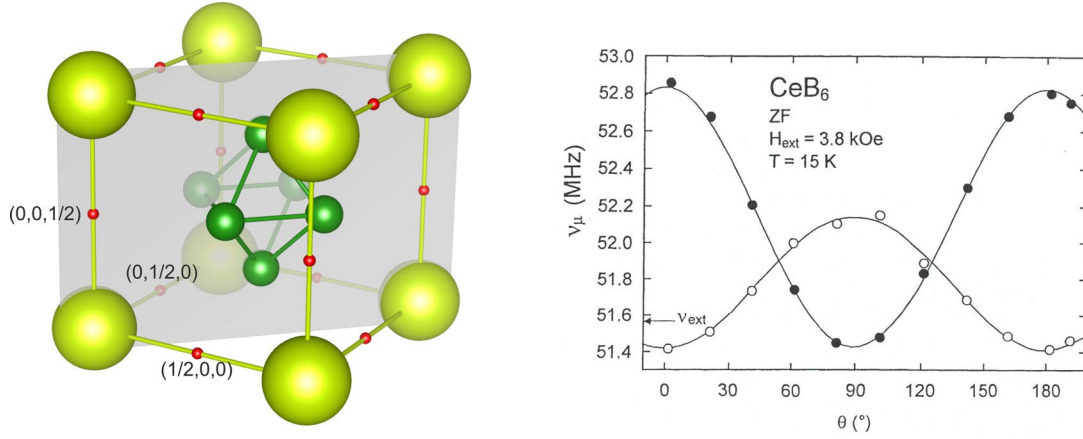 (0,0,1/2)
(0,1/2,0)
(1/2,0,0)
CeB6
ZF
Hext = 3.8 kOe
T = 15 K
νμ (MHz)
53.0
52.8
52.6
52.4
52.2
52.0
51.8
51.6
51.4
νext
0 30 60 90 120 150 180
θ (°)